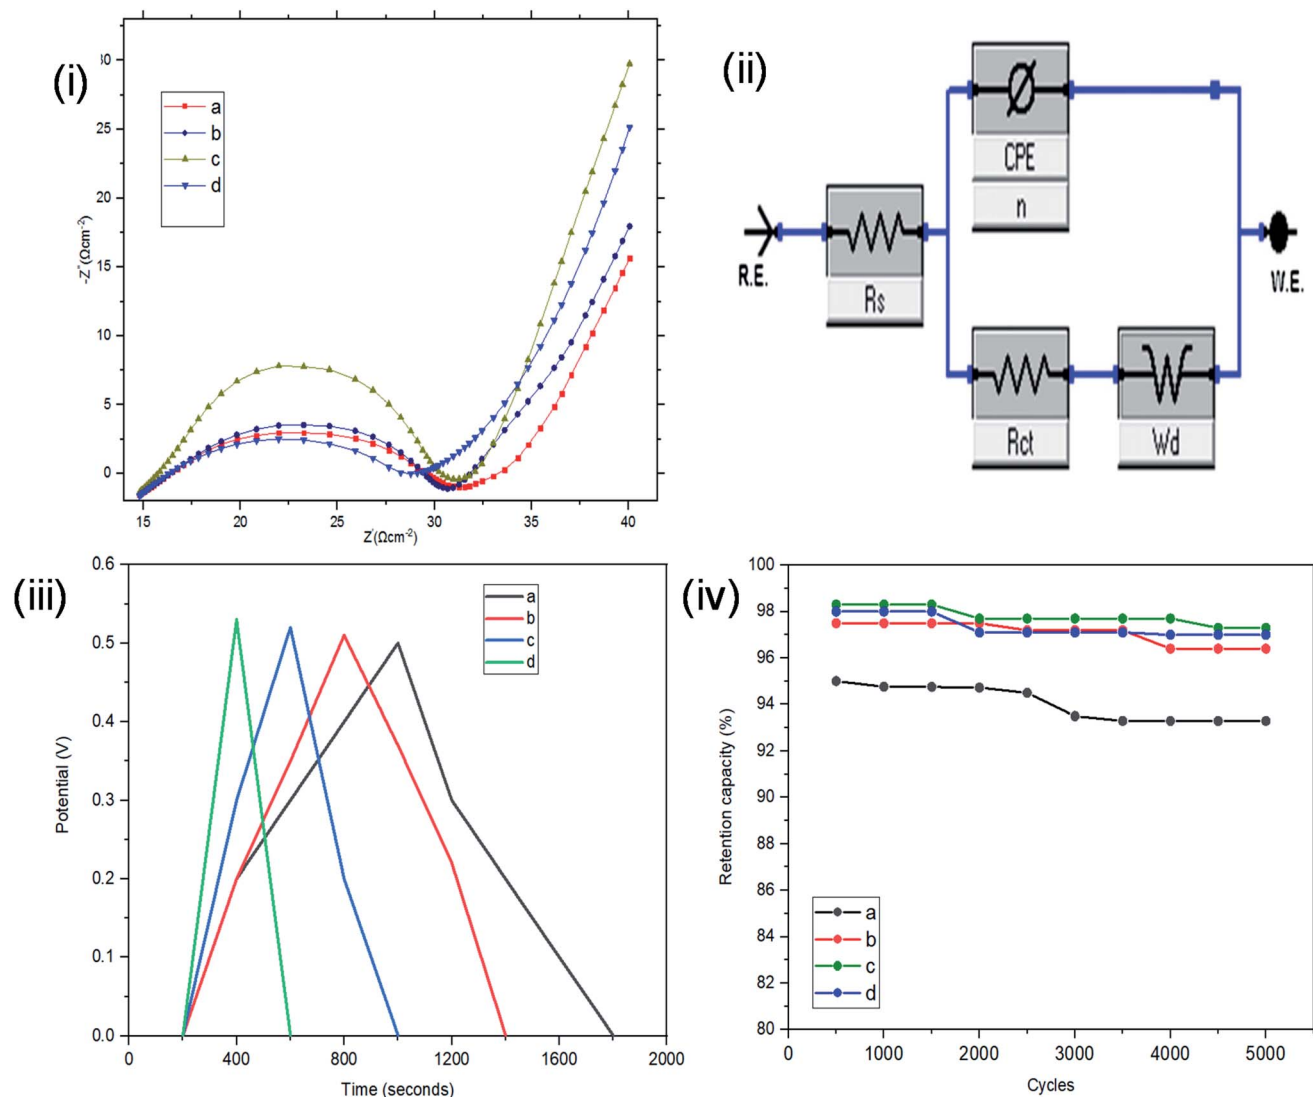 (i)
30
25
20
15
10
5
0
-Z''(Ωcm-2)
a
b
c
d
15
20
25
30
35
40
Z'(Ωcm-2)
(ii)
R.E.
Rs
CPE
n
Rct
Wd
W.E.
(iii)
0.6
0.5
0.4
0.3
0.2
0.1
0.0
Potential (V)
a
b
c
d
0
400
800
1200
1600
2000
Time (seconds)
(iv)
100
98
96
94
92
90
88
86
84
82
80
Retention capacity (%)
a
b
c
d
0
1000
2000
3000
4000
5000
Cycles